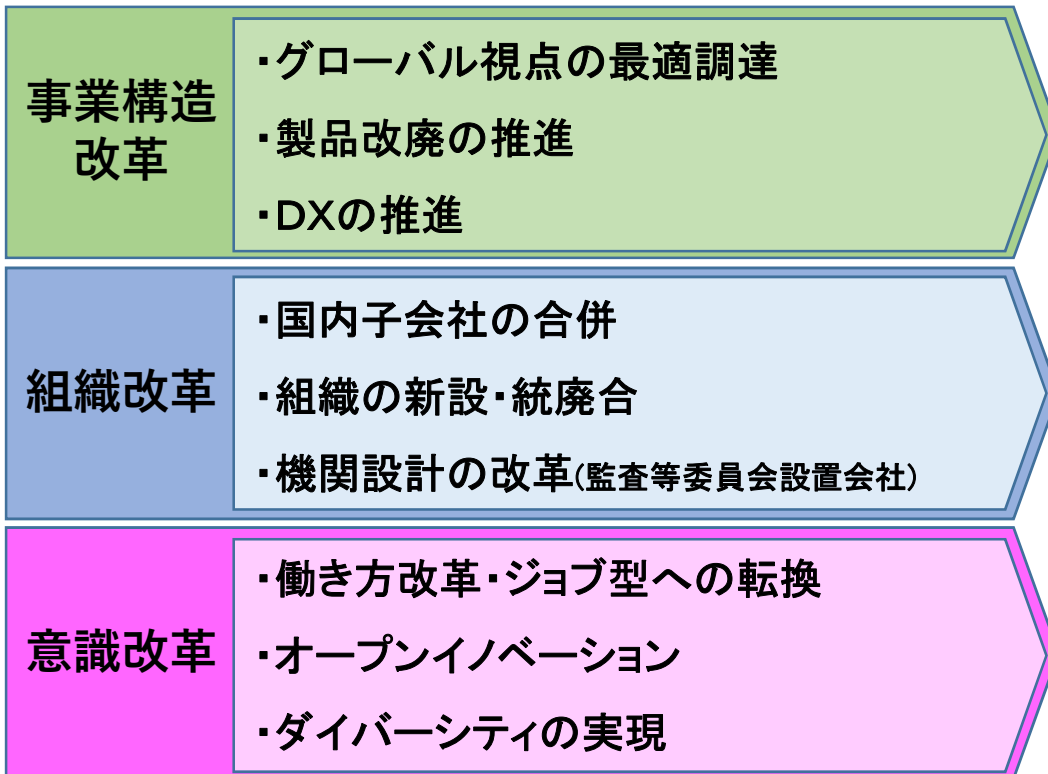 事業構造
改革
・グローバル視点の最適調達
・製品改廃の推進
・DXの推進
組織改革
・国内子会社の合併
・組織の新設・統廃合
・機関設計の改革(監査等委員会設置会社)
意識改革
・働き方改革・ジョブ型への転換
・オープンイノベーション
・ダイバーシティの実現